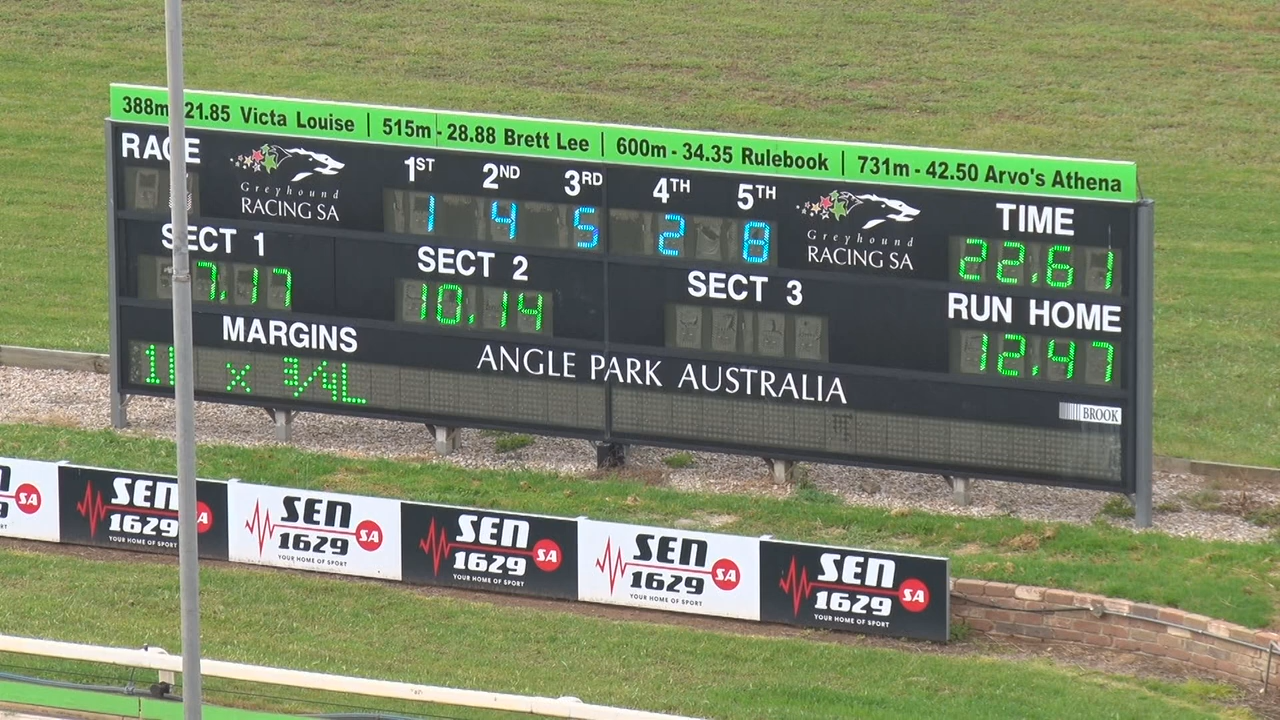 388m - 21.85 Victa Louise | 515m - 28.88 Brett Lee | 600m - 34.35 Rulebook | 731m - 42.50 Arvo's Athena
RACE
Greyhound
RACING SA
1ST 2ND 3RD 4TH 5TH
1 4 5 2 8
Greyhound
RACING SA
TIME
22.61
SECT 1
7.17
SECT 2
10.14
SECT 3
RUN HOME
12.47
MARGINS
x 3/4L
ANGLE PARK AUSTRALIA
BROOK
SA
SEN
1629
SA
YOUR HOME OF SPORT
SEN
1629
SA
YOUR HOME OF SPORT
SEN
1629
SA
YOUR HOME OF SPORT
SEN
1629
SA
YOUR HOME OF SPORT
SEN
1629
SA
YOUR HOME OF SPORT